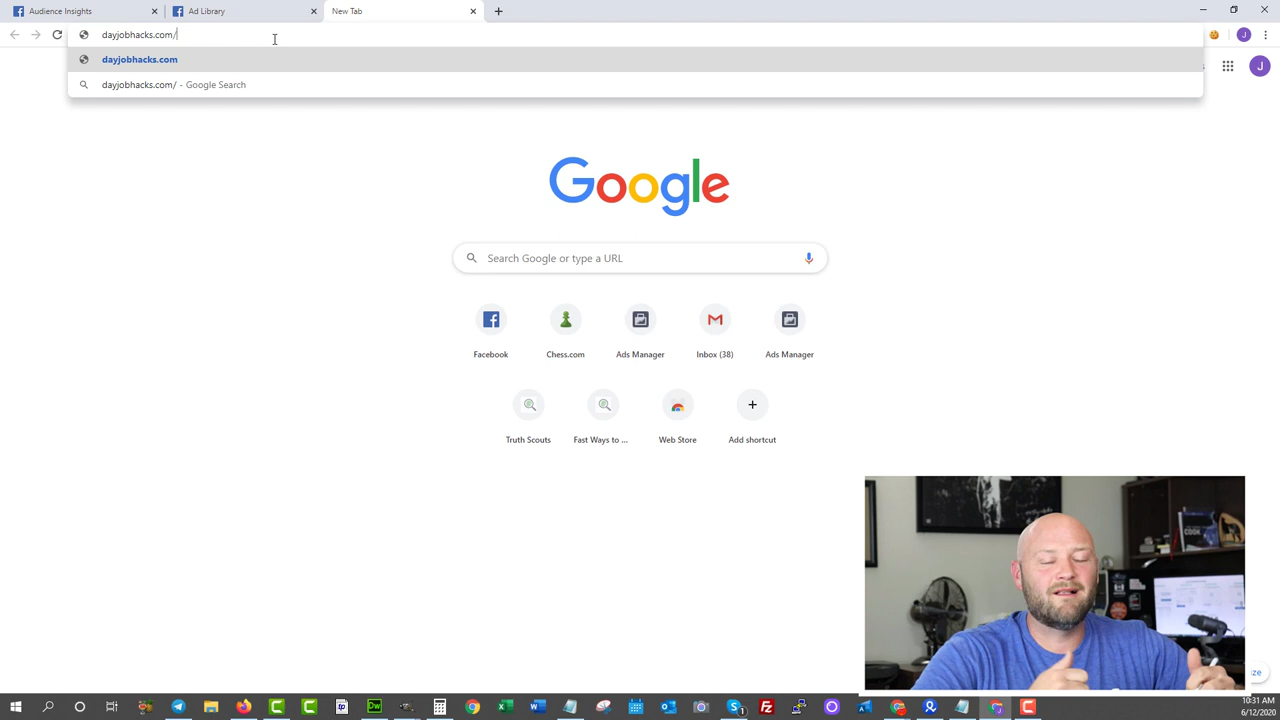 Audience Insights
Ad Library
New Tab
dayjobhacks.com/
dayjobhacks.com
dayjobhacks.com/ - Google Search
J
J
Google
Search Google or type a URL
Facebook
Chess.com
Ads Manager
Inbox (38)
Ads Manager
Truth Scouts
Fast Ways to ...
Web Store
Add shortcut
COOK
ize
10:31 AM
6/12/2020